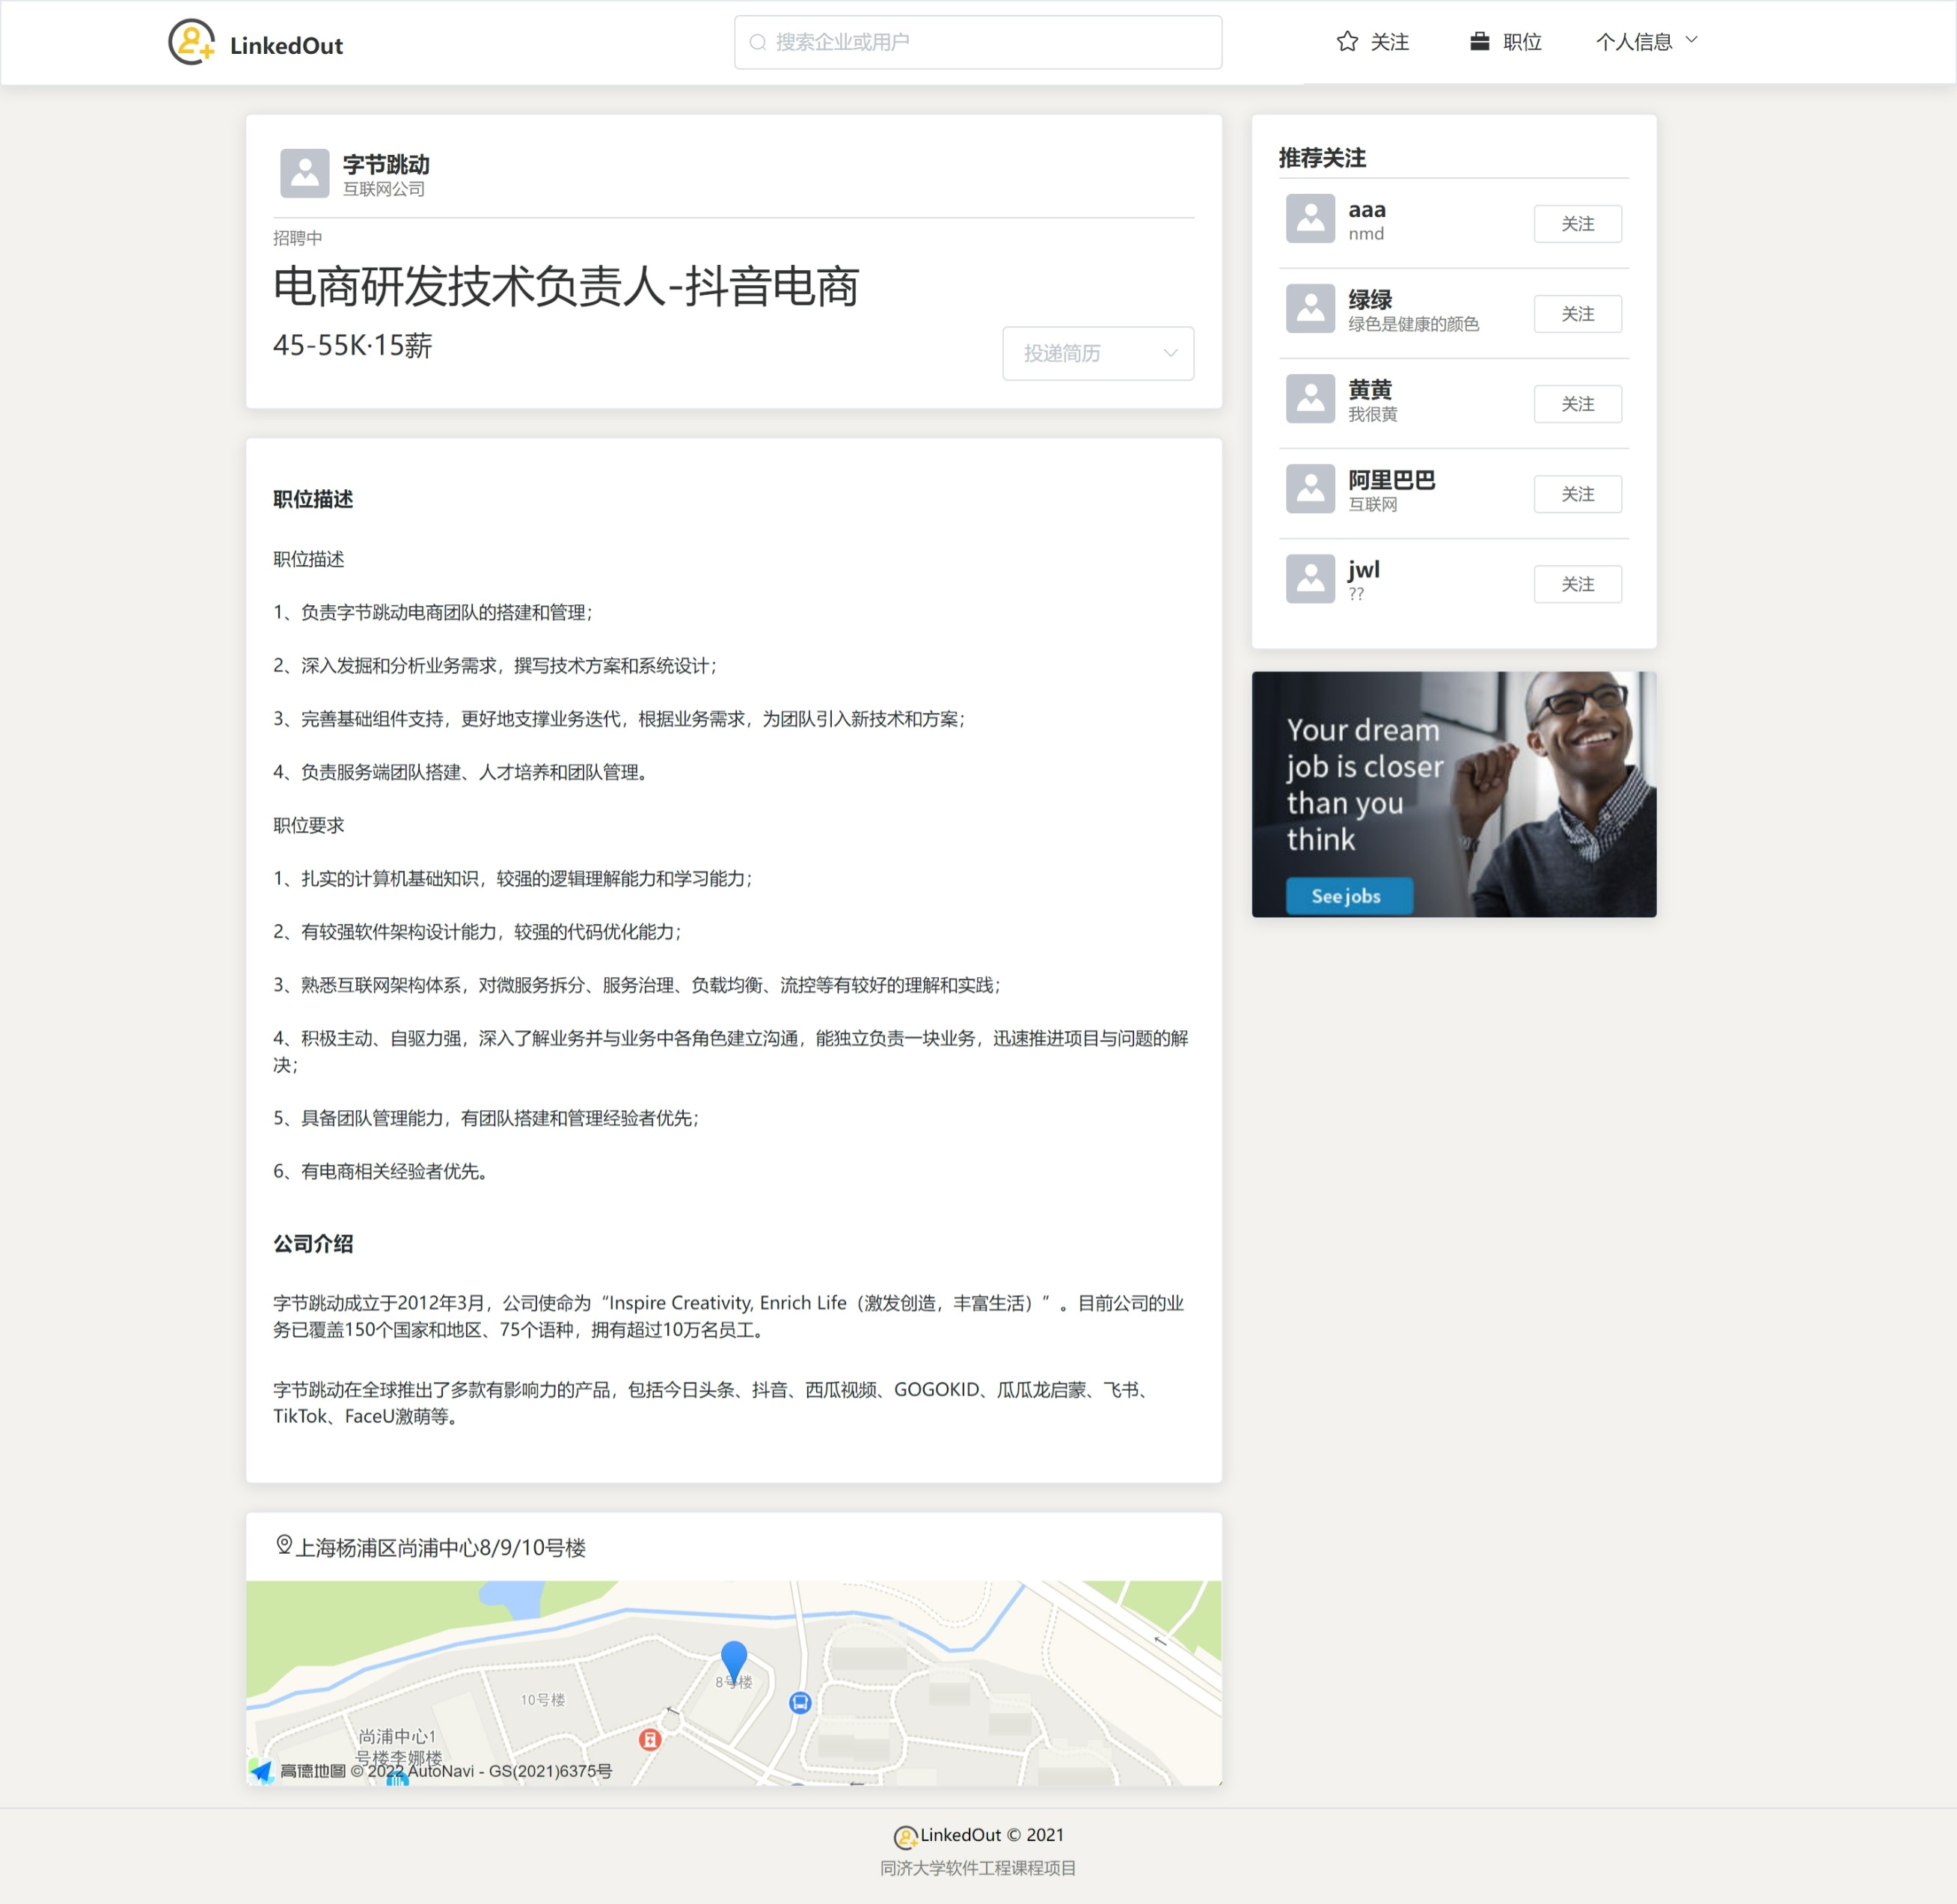 LinkedOut
搜索企业或用户
关注
职位
个人信息
字节跳动
互联网公司
招聘中
电商研发技术负责人-抖音电商
45-55K·15薪
投递简历
职位描述
职位描述
1、负责字节跳动电商团队的搭建和管理；
2、深入发掘和分析业务需求，撰写技术方案和系统设计；
3、完善基础组件支持，更好地支撑业务迭代，根据业务需求，为团队引入新技术和方案；
4、负责服务端团队搭建、人才培养和团队管理。
职位要求
1、扎实的计算机基础知识，较强的逻辑理解能力和学习能力；
2、有较强软件架构设计能力，较强的代码优化能力；
3、熟悉互联网架构体系，对微服务拆分、服务治理、负载均衡、流控等有较好的理解和实践；
4、积极主动、自驱力强，深入了解业务并与业务中各角色建立沟通，能独立负责一块业务，迅速推进项目与问题的解
决；
5、具备团队管理能力，有团队搭建和管理经验者优先；
6、有电商相关经验者优先。
公司介绍
字节跳动成立于2012年3月，公司使命为“Inspire Creativity, Enrich Life（激发创造，丰富生活）”。目前公司的业
务已覆盖150个国家和地区、75个语种，拥有超过10万名员工。
字节跳动在全球推出了多款有影响力的产品，包括今日头条、抖音、西瓜视频、GOGOKID、瓜瓜龙启蒙、飞书、
TikTok、FaceU激萌等。
上海杨浦区尚浦中心8/9/10号楼
8号楼
10号楼
尚浦中心1
号楼李娜楼
高德地圖 © 2022 AutoNavi - GS(2021)6375号
推荐关注
aaa
nmd
关注
绿绿
绿色是健康的颜色
关注
黄黄
我很黄
关注
阿里巴巴
互联网
关注
jwl
??
关注
Your dream
job is closer
than you
think
See jobs
LinkedOut © 2021
同济大学软件工程课程项目